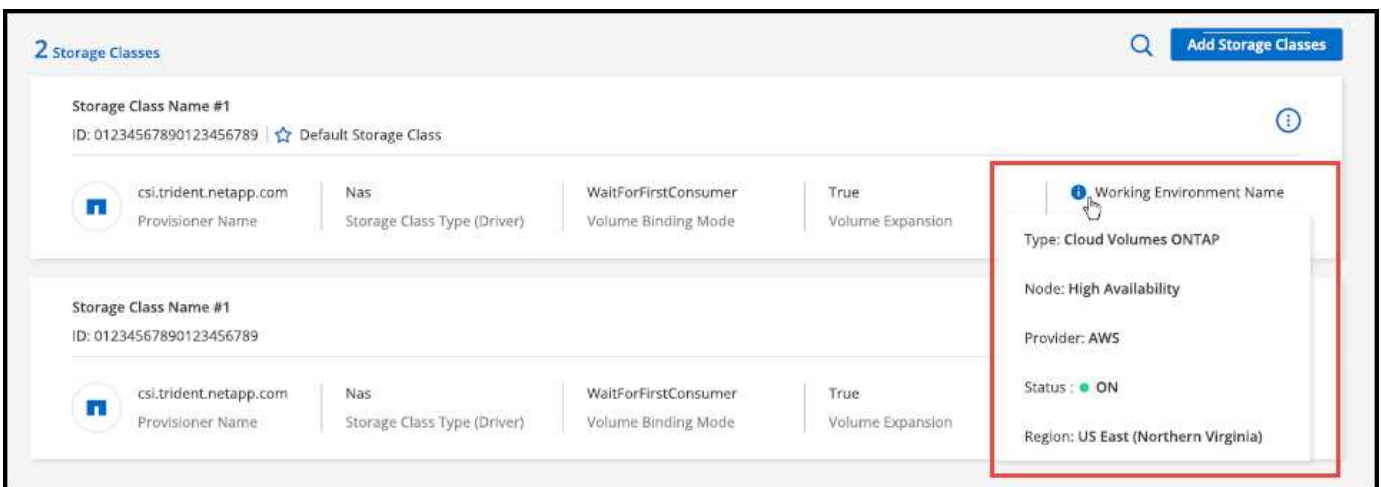 2 Storage Classes
Add Storage Classes
Storage Class Name #1
ID: 01234567890123456789 | Default Storage Class
csi.trident.netapp.com Nas WaitForFirstConsumer True Working Environment Name
Provisioner Name Storage Class Type (Driver) Volume Binding Mode Volume Expansion
Type: Cloud Volumes ONTAP
Node: High Availability
Provider: AWS
Status : ON
Region: US East (Northern Virginia)
Storage Class Name #1
ID: 01234567890123456789
csi.trident.netapp.com Nas WaitForFirstConsumer True
Provisioner Name Storage Class Type (Driver) Volume Binding Mode Volume Expansion